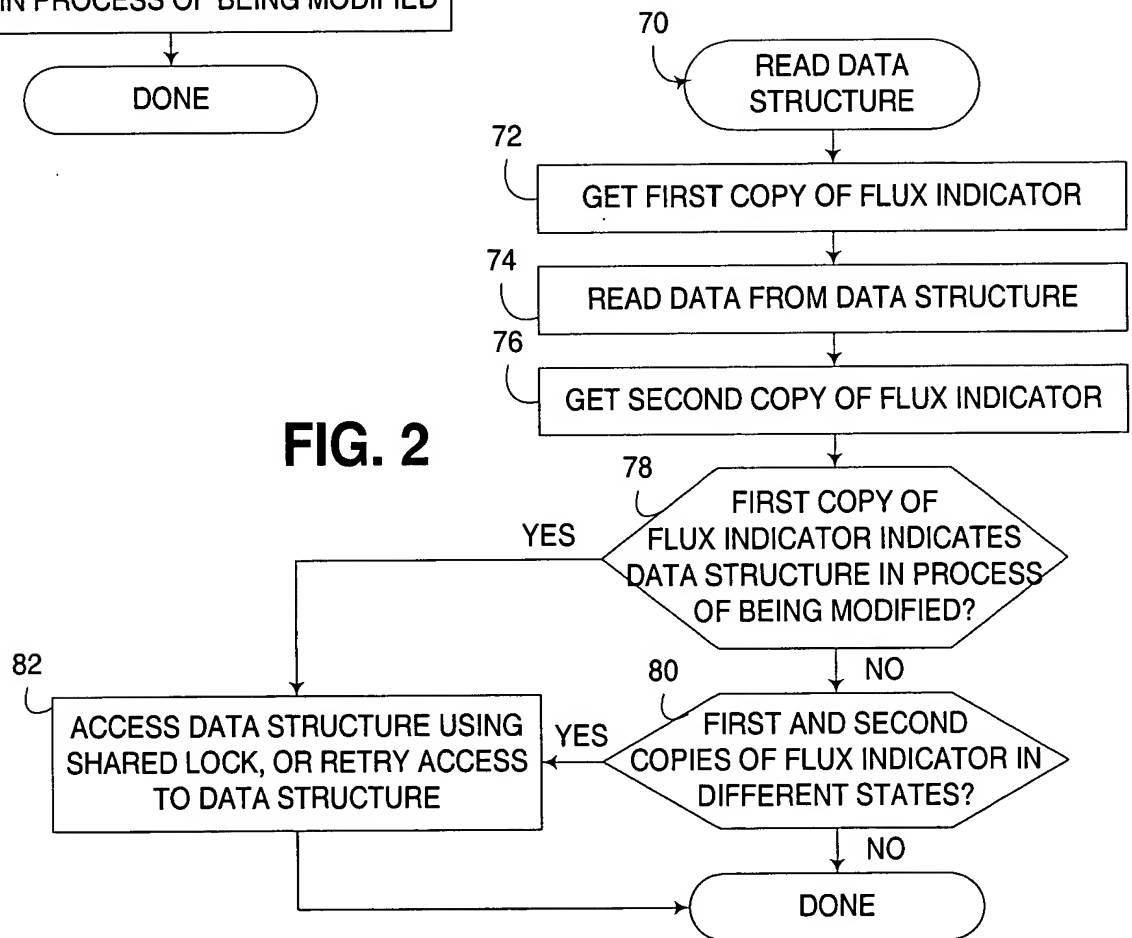 IN PROCESS OF BEING MODIFIED
DONE
70
READ DATA
STRUCTURE
72
GET FIRST COPY OF FLUX INDICATOR
74
READ DATA FROM DATA STRUCTURE
76
GET SECOND COPY OF FLUX INDICATOR
FIG. 2
78
FIRST COPY OF
FLUX INDICATOR INDICATES
DATA STRUCTURE IN PROCESS
OF BEING MODIFIED?
YES
NO
82
80
ACCESS DATA STRUCTURE USING
SHARED LOCK, OR RETRY ACCESS
TO DATA STRUCTURE
YES
FIRST AND SECOND
COPIES OF FLUX INDICATOR IN
DIFFERENT STATES?
NO
DONE